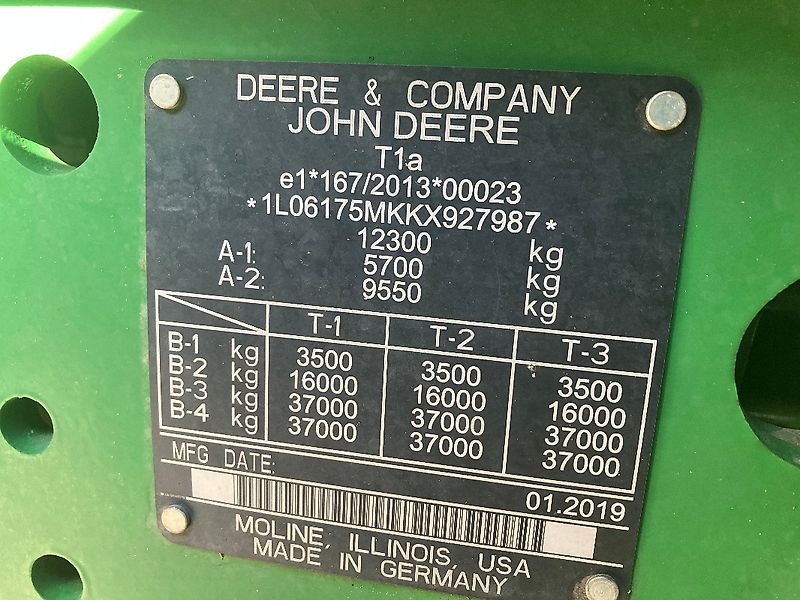 DEERE & COMPANY
JOHN DEERE
T1a
e1*167/2013*00023
*1L06175MKKX927987*
12300 kg
A-1: 5700 kg
A-2: 9550 kg
T-1 T-2 T-3
B-1 kg 3500 3500 3500
B-2 kg 16000 16000 16000
B-3 kg 37000 37000 37000
B-4 kg 37000 37000 37000
MFG DATE: 01.2019
MOLINE, ILLINOIS, USA
MADE IN GERMANY